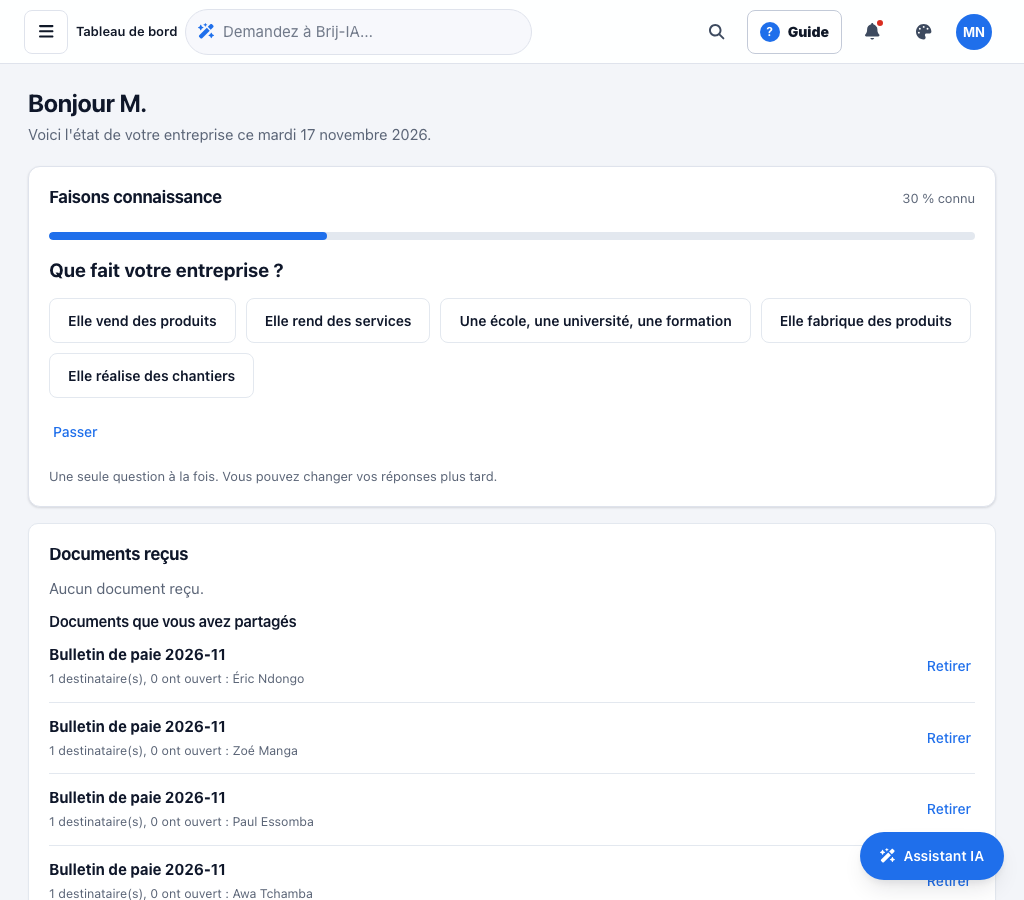 Tableau de bord
Demandez à Brij-IA...
? Guide
MN
Bonjour M.
Voici l'état de votre entreprise ce mardi 17 novembre 2026.
Faisons connaissance
30 % connu
Que fait votre entreprise ?
Elle vend des produits
Elle rend des services
Une école, une université, une formation
Elle fabrique des produits
Elle réalise des chantiers
Passer
Une seule question à la fois. Vous pouvez changer vos réponses plus tard.
Documents reçus
Aucun document reçu.
Documents que vous avez partagés
Bulletin de paie 2026-11
1 destinataire(s), 0 ont ouvert : Éric Ndongo
Retirer
Bulletin de paie 2026-11
1 destinataire(s), 0 ont ouvert : Zoé Manga
Retirer
Bulletin de paie 2026-11
1 destinataire(s), 0 ont ouvert : Paul Essomba
Retirer
Bulletin de paie 2026-11
1 destinataire(s), 0 ont ouvert : Awa Tchamba
Retirer
Assistant IA